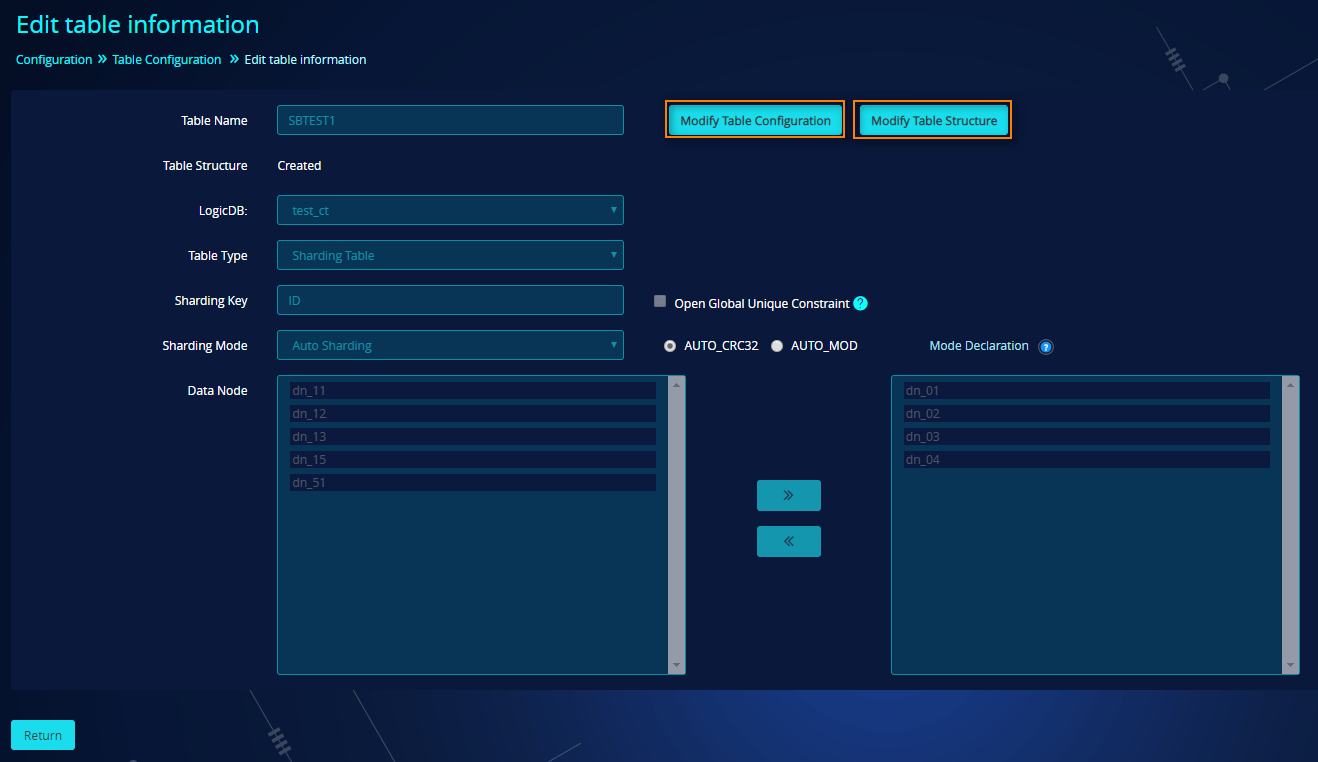 Edit table information
Configuration » Table Configuration » Edit table information
Table Name SBTEST1 Modify Table Configuration Modify Table Structure
Table Structure Created
LogicDB: test_ct
Table Type Sharding Table
Sharding Key ID Open Global Unique Constraint ?
Sharding Mode Auto Sharding AUTO_CRC32 AUTO_MOD Mode Declaration ?
Data Node dn_11 dn_01
dn_12 dn_02
dn_13 dn_03
dn_15 dn_04
dn_51
»
«
Return